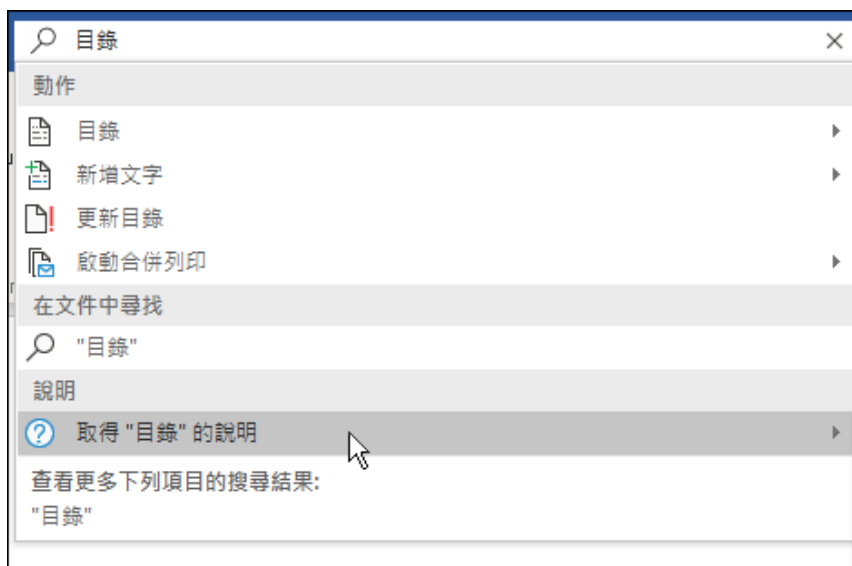 目錄
動作
目錄
新增文字
更新目錄
啟動合併列印
在文件中尋找
"目錄"
說明
取得 "目錄" 的說明
查看更多下列項目的搜尋結果:
"目錄"